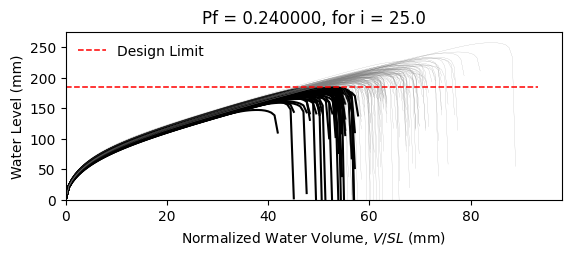 Pf = 0.240000, for i = 25.0
Design Limit
Water Level (mm)
250
200
150
100
50
0
0 20 40 60 80
Normalized Water Volume, V/SL (mm)